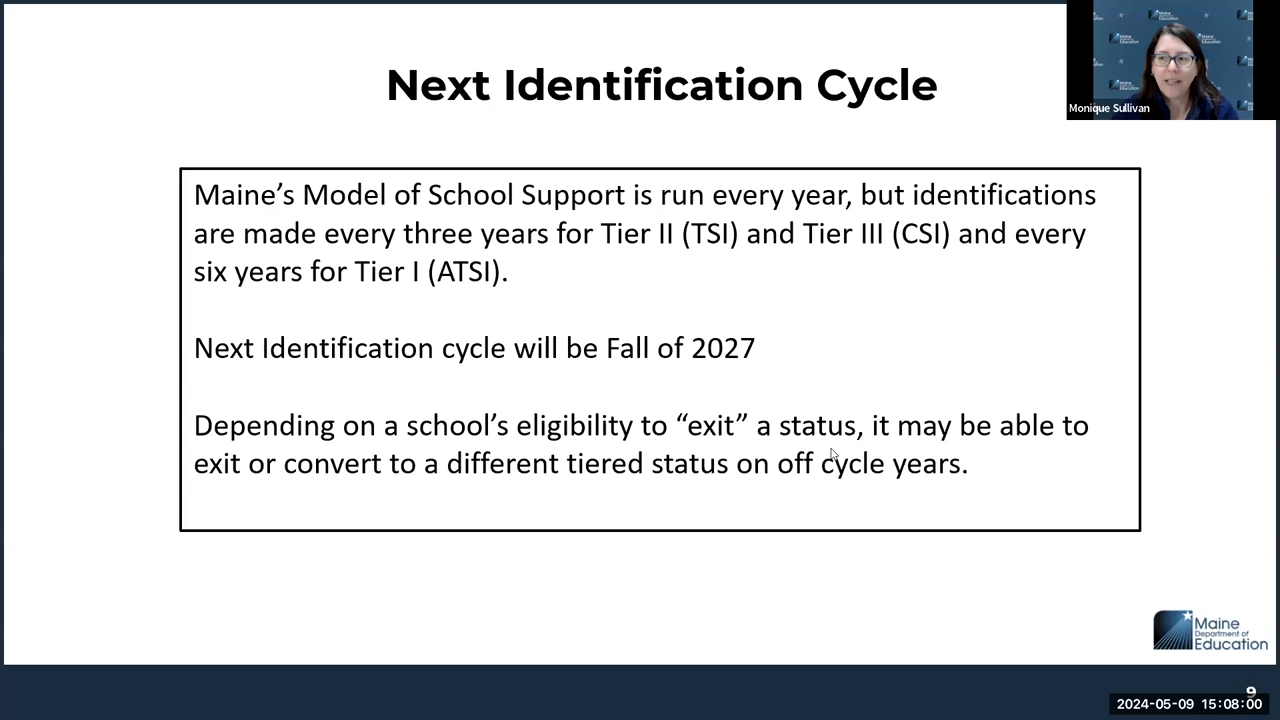 Next Identification Cycle
Monique Sullivan
Maine’s Model of School Support is run every year, but identifications
are made every three years for Tier II (TSI) and Tier III (CSI) and every
six years for Tier I (ATSI).
Next Identification cycle will be Fall of 2027
Depending on a school’s eligibility to “exit” a status, it may be able to
exit or convert to a different tiered status on off cycle years.
Maine
Department of
Education
9
2024-05-09 15:08:00